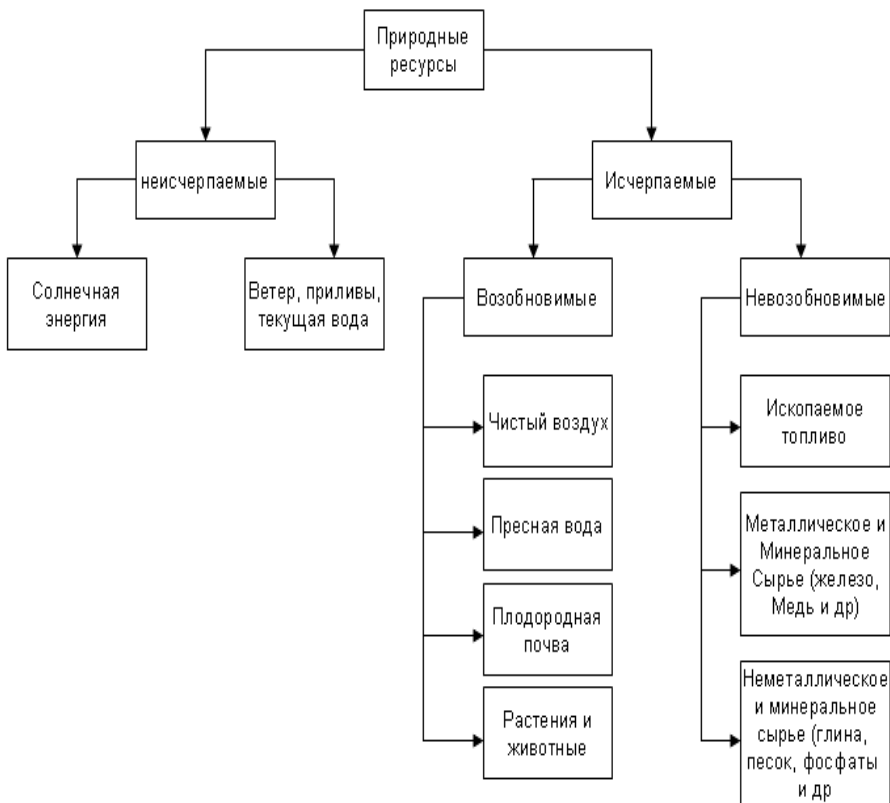 Природные
ресурсы
неисчерпаемые
Исчерпаемые
Солнечная
энергия
Ветер, приливы,
текущая вода
Возобновимые
Невозобновимые
Чистый воздух
Пресная вода
Плодородная
почва
Растения и
животные
Ископаемое
топливо
Металлическое и
Минеральное
Сырье (железо,
Медь и др)
Неметаллическое
и минеральное
сырье (глина,
песок, фосфаты
и др